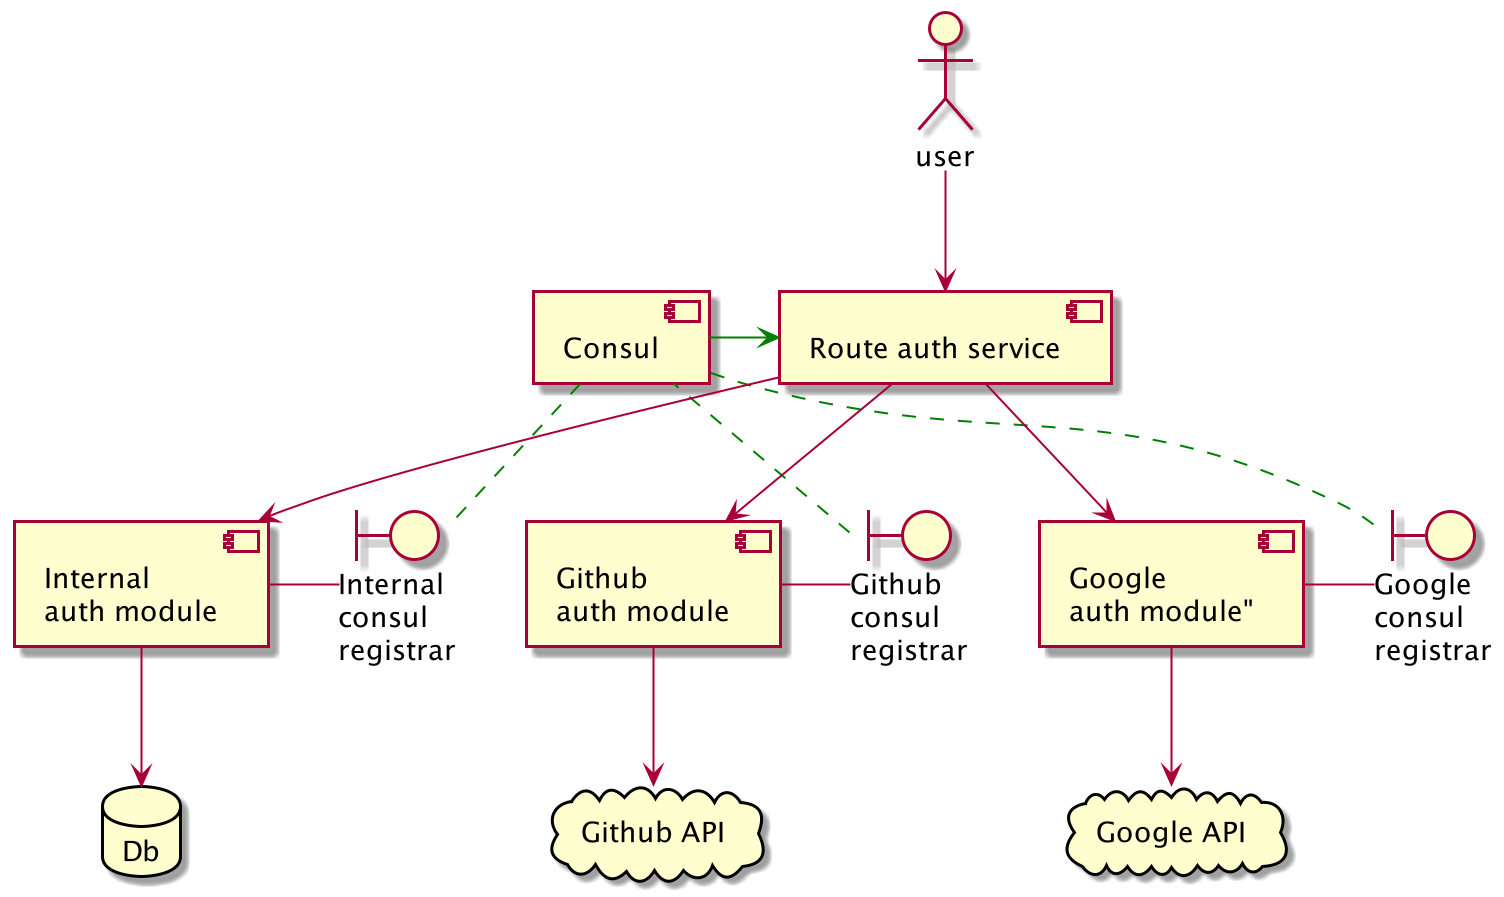 user
Consul
Route auth service
Internal
auth module
Internal
consul
registrar
Github
auth module
Github
consul
registrar
Google
auth module"
Google
consul
registrar
Db
Github API
Google API